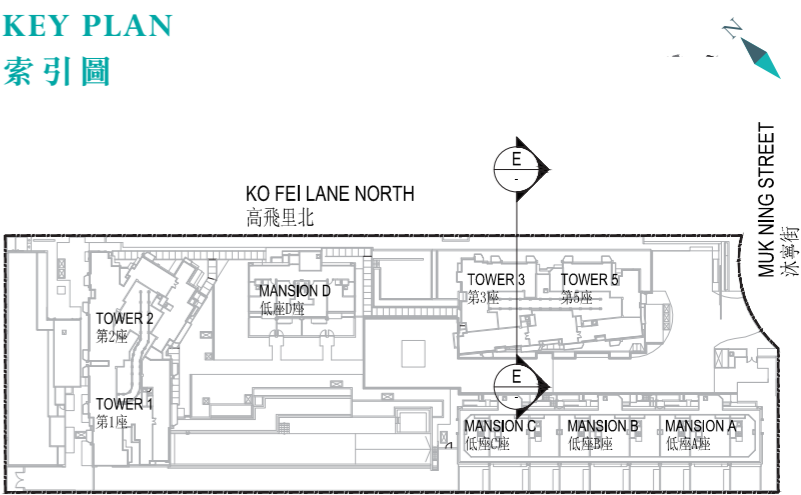 KEY PLAN
索引圖
N
MUK NING STREET
沐寧街
E
-
KO FEI LANE NORTH
高飛里北
TOWER 3
第3座
TOWER 5
第5座
MANSION D
低座D座
TOWER 2
第2座
E
-
TOWER 1
第1座
MANSION C
低座C座
MANSION B
低座B座
MANSION A
低座A座